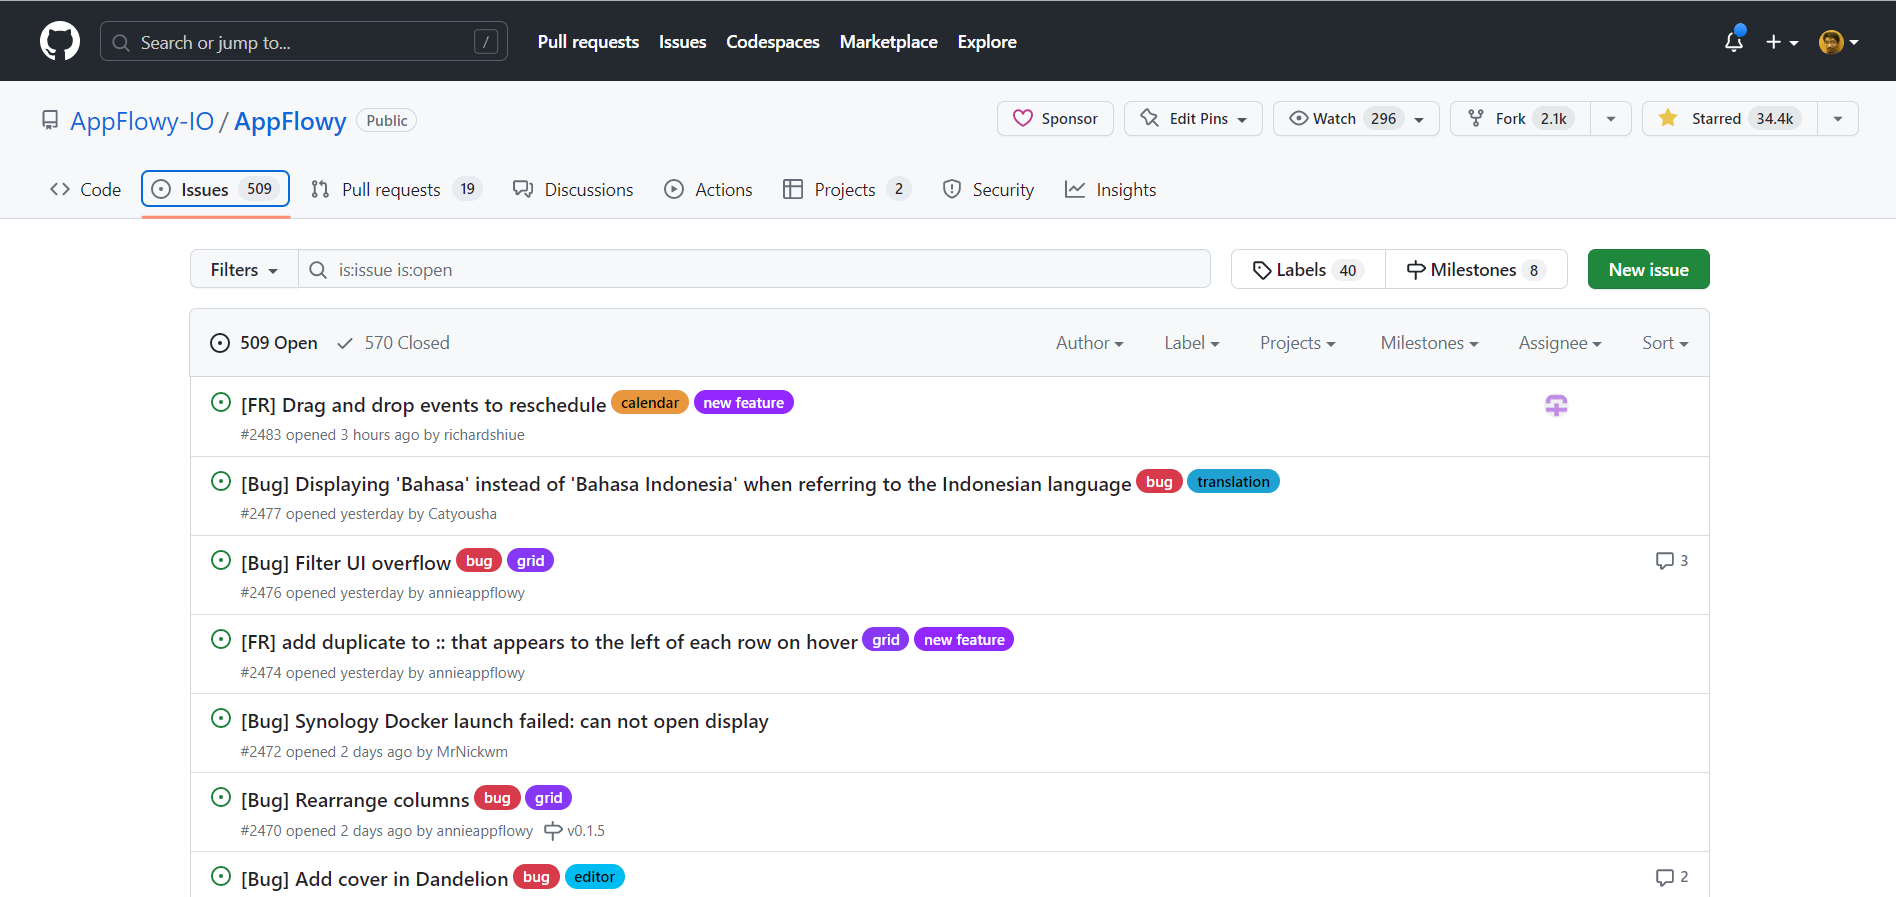 Search or jump to... / Pull requests Issues Codespaces Marketplace Explore
AppFlowy-IO / AppFlowy Public Sponsor Edit Pins Watch 296 Fork 2.1k Starred 34.4k
Code Issues 509 Pull requests 19 Discussions Actions Projects 2 Security Insights
Filters is:issue is:open Labels 40 Milestones 8 New issue
509 Open 570 Closed Author Label Projects Milestones Assignee Sort
[FR] Drag and drop events to reschedule calendar new feature
#2483 opened 3 hours ago by richardshiue
[Bug] Displaying 'Bahasa' instead of 'Bahasa Indonesia' when referring to the Indonesian language bug translation
#2477 opened yesterday by Catyousha
[Bug] Filter UI overflow bug grid 3
#2476 opened yesterday by annieappflowy
[FR] add duplicate to :: that appears to the left of each row on hover grid new feature
#2474 opened yesterday by annieappflowy
[Bug] Synology Docker launch failed: can not open display
#2472 opened 2 days ago by MrNickwm
[Bug] Rearrange columns bug grid
#2470 opened 2 days ago by annieappflowy v0.1.5
[Bug] Add cover in Dandelion bug editor 2